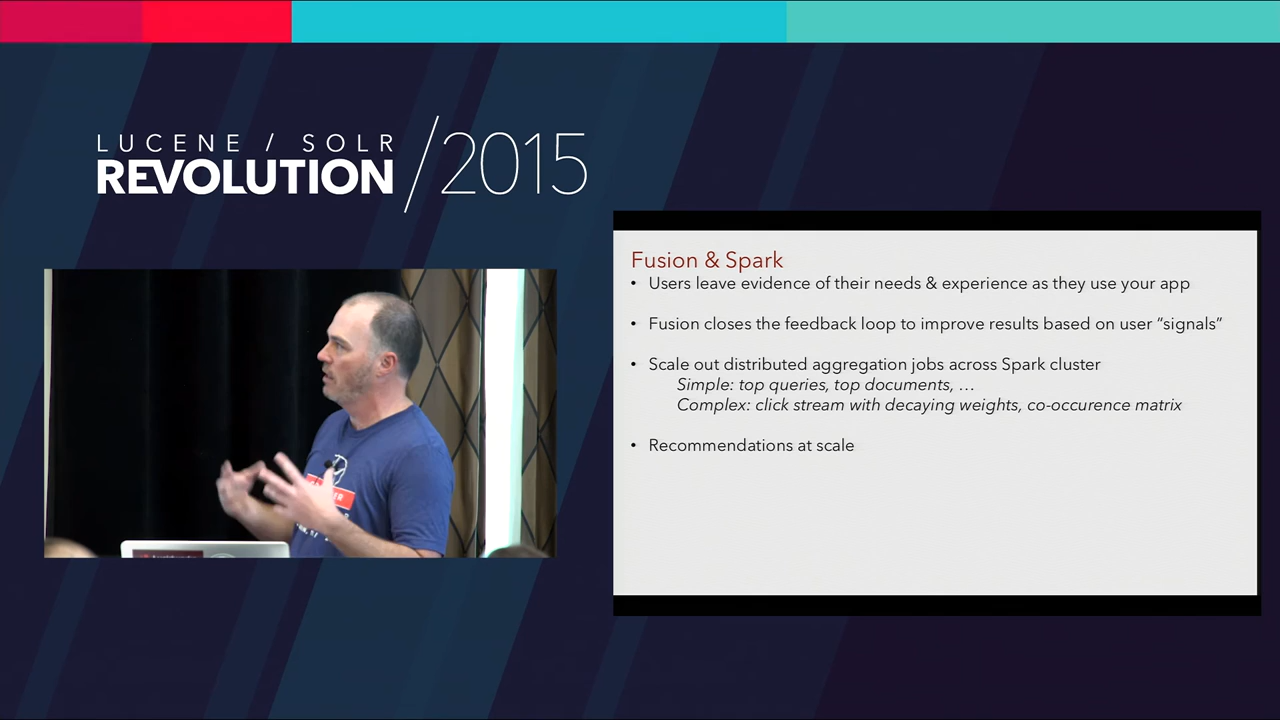 LUCENE / SOLR
REVOLUTION /2015
Fusion & Spark
• Users leave evidence of their needs & experience as they use your app
• Fusion closes the feedback loop to improve results based on user “signals”
• Scale out distributed aggregation jobs across Spark cluster
Simple: top queries, top documents, …
Complex: click stream with decaying weights, co-occurence matrix
• Recommendations at scale